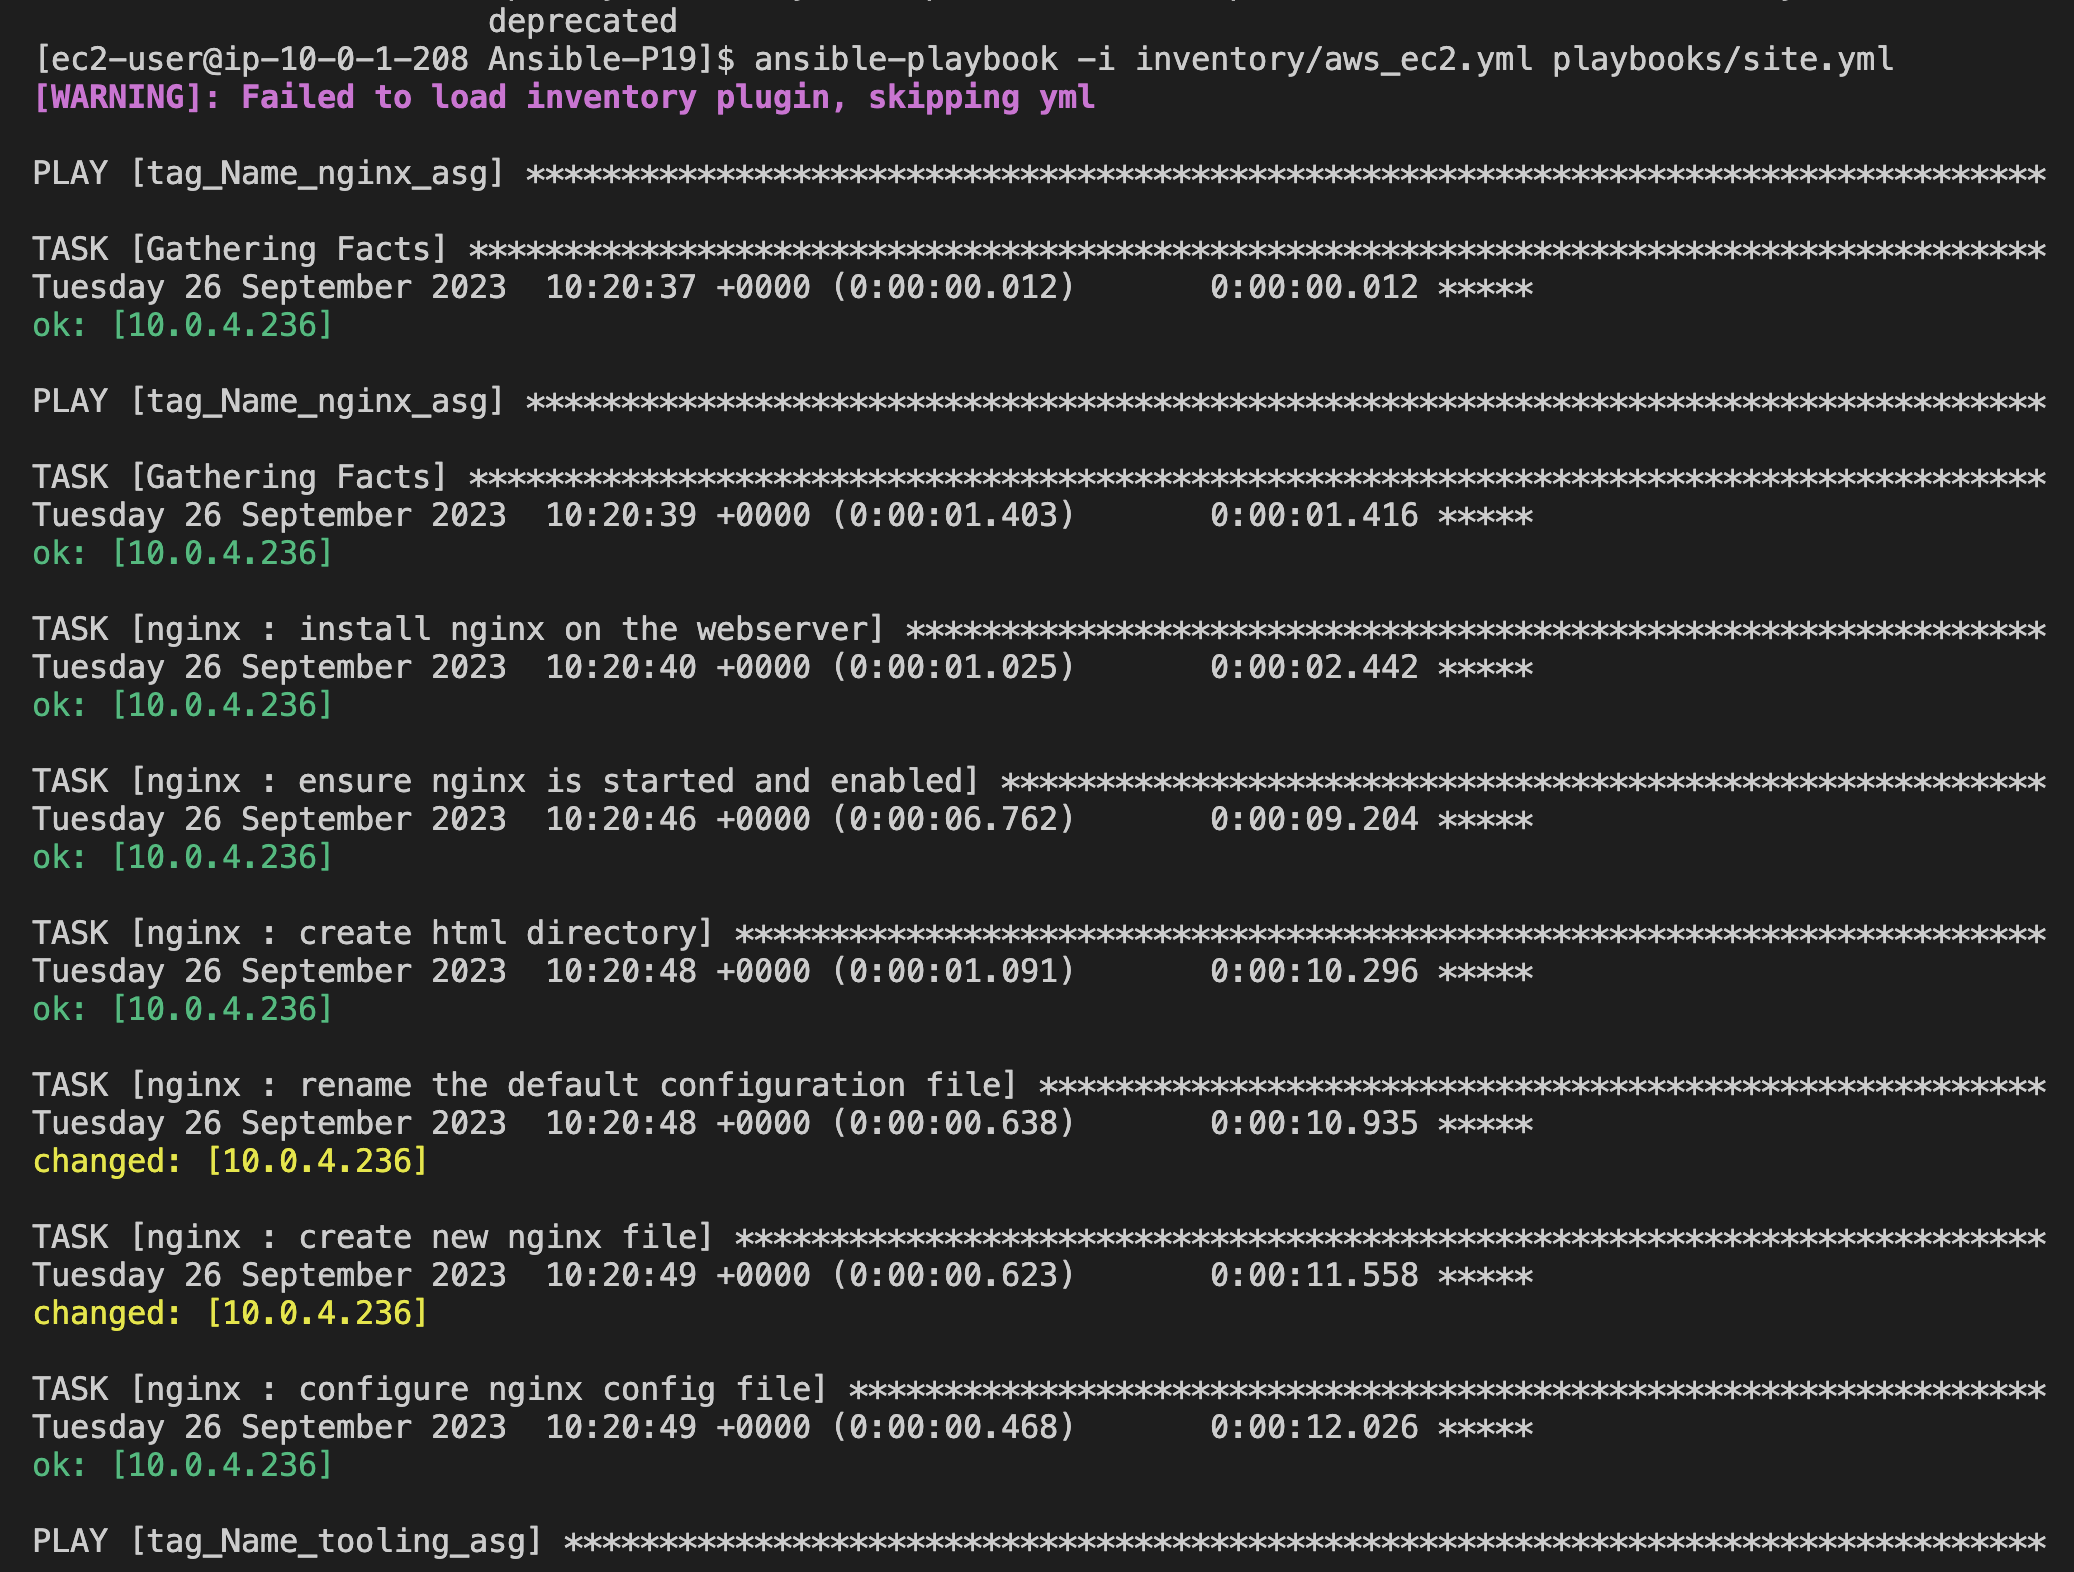 deprecated
[ec2-user@ip-10-0-1-208 Ansible-P19]$ ansible-playbook -i inventory/aws_ec2.yml playbooks/site.yml
[WARNING]: Failed to load inventory plugin, skipping yml
PLAY [tag_Name_nginx_asg] ********************************************************************************
TASK [Gathering Facts] ***********************************************************************************
Tuesday 26 September 2023  10:20:37 +0000 (0:00:00.012)       0:00:00.012 *****
ok: [10.0.4.236]
PLAY [tag_Name_nginx_asg] ********************************************************************************
TASK [Gathering Facts] ***********************************************************************************
Tuesday 26 September 2023  10:20:39 +0000 (0:00:01.403)       0:00:01.416 *****
ok: [10.0.4.236]
TASK [nginx : install nginx on the webserver] ************************************************************
Tuesday 26 September 2023  10:20:40 +0000 (0:00:01.025)       0:00:02.442 *****
ok: [10.0.4.236]
TASK [nginx : ensure nginx is started and enabled] *******************************************************
Tuesday 26 September 2023  10:20:46 +0000 (0:00:06.762)       0:00:09.204 *****
ok: [10.0.4.236]
TASK [nginx : create html directory] *********************************************************************
Tuesday 26 September 2023  10:20:48 +0000 (0:00:01.091)       0:00:10.296 *****
ok: [10.0.4.236]
TASK [nginx : rename the default configuration file] *****************************************************
Tuesday 26 September 2023  10:20:48 +0000 (0:00:00.638)       0:00:10.935 *****
changed: [10.0.4.236]
TASK [nginx : create new nginx file] *********************************************************************
Tuesday 26 September 2023  10:20:49 +0000 (0:00:00.623)       0:00:11.558 *****
changed: [10.0.4.236]
TASK [nginx : configure nginx config file] ***************************************************************
Tuesday 26 September 2023  10:20:49 +0000 (0:00:00.468)       0:00:12.026 *****
ok: [10.0.4.236]
PLAY [tag_Name_tooling_asg] ******************************************************************************